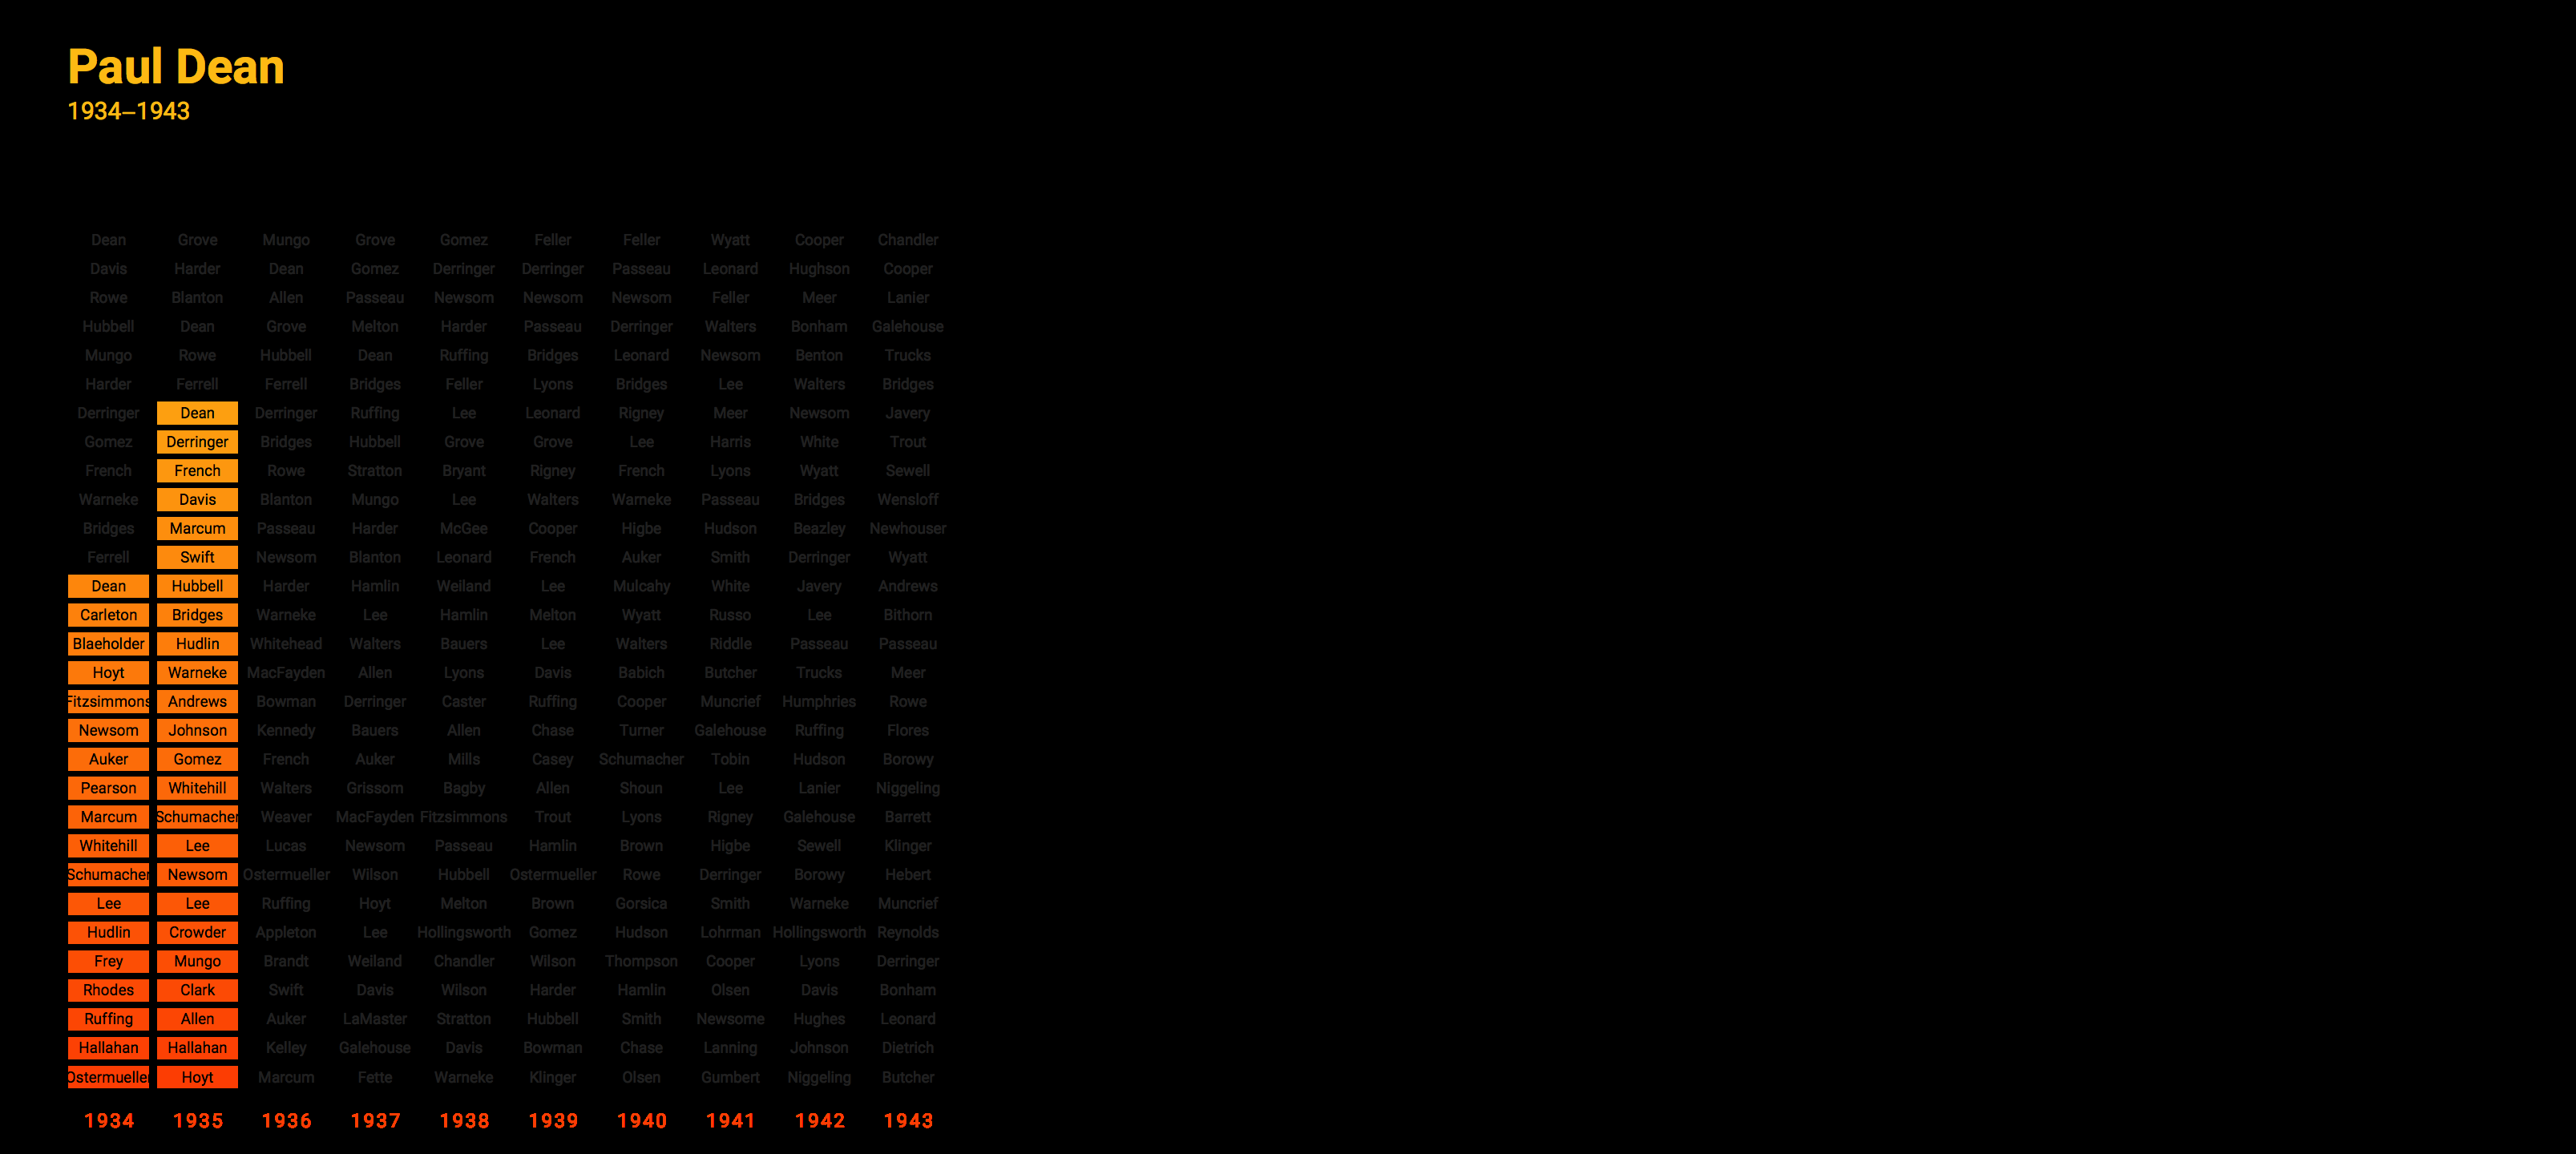 Paul Dean
1934–1943
Dean Grove Mungo Grove Gomez Feller Feller Wyatt Cooper Chandler
Davis Harder Dean Gomez Derringer Derringer Passeau Leonard Hughson Cooper
Rowe Blanton Allen Passeau Newsom Newsom Newsom Feller Meer Lanier
Hubbell Dean Grove Melton Harder Passeau Derringer Walters Bonham Galehouse
Mungo Rowe Hubbell Dean Ruffing Bridges Leonard Newsom Benton Trucks
Harder Ferrell Ferrell Bridges Feller Lyons Bridges Lee Walters Bridges
Derringer Dean Derringer Ruffing Lee Leonard Rigney Meer Newsom Javery
Gomez Derringer Bridges Hubbell Grove Grove Lee Harris White Trout
French French Rowe Stratton Bryant Rigney French Lyons Wyatt Sewell
Warneke Davis Blanton Mungo Lee Walters Warneke Passeau Bridges Wensloff
Bridges Marcum Passeau Harder McGee Cooper Higbe Hudson Beazley Newhouser
Ferrell Swift Newsom Blanton Leonard French Auker Smith Derringer Wyatt
Dean Hubbell Harder Hamlin Weiland Lee Mulcahy White Javery Andrews
Carleton Bridges Warneke Lee Hamlin Melton Wyatt Russo Lee Bithorn
Blaeholder Hudlin Whitehead Walters Bauers Lee Walters Riddle Passeau Passeau
Hoyt Warneke MacFayden Allen Lyons Davis Babich Butcher Trucks Meer
Fitzsimmons Andrews Bowman Derringer Caster Ruffing Cooper Muncrief Humphries Rowe
Newsom Johnson Kennedy Bauers Allen Chase Turner Galehouse Ruffing Flores
Auker Gomez French Auker Mills Casey Schumacher Tobin Hudson Borowy
Pearson Whitehill Walters Grissom Bagby Allen Shoun Lee Lanier Niggeling
Marcum Schumacher Weaver MacFayden Fitzsimmons Trout Lyons Rigney Galehouse Barrett
Whitehill Lee Lucas Newsom Passeau Hamlin Brown Higbe Sewell Klinger
Schumacher Newsom Ostermueller Wilson Hubbell Ostermueller Rowe Derringer Borowy Hebert
Lee Lee Ruffing Hoyt Melton Brown Gorsica Smith Warneke Muncrief
Hudlin Crowder Appleton Lee Hollingsworth Gomez Hudson Lohrman Hollingsworth Reynolds
Frey Mungo Brandt Weiland Chandler Wilson Thompson Cooper Lyons Derringer
Rhodes Clark Swift Davis Wilson Harder Hamlin Olsen Davis Bonham
Ruffing Allen Auker LaMaster Stratton Hubbell Smith Newsome Hughes Leonard
Hallahan Hallahan Kelley Galehouse Davis Bowman Chase Lanning Johnson Dietrich
Ostermueller Hoyt Marcum Fette Warneke Klinger Olsen Gumbert Niggeling Butcher
1934 1935 1936 1937 1938 1939 1940 1941 1942 1943